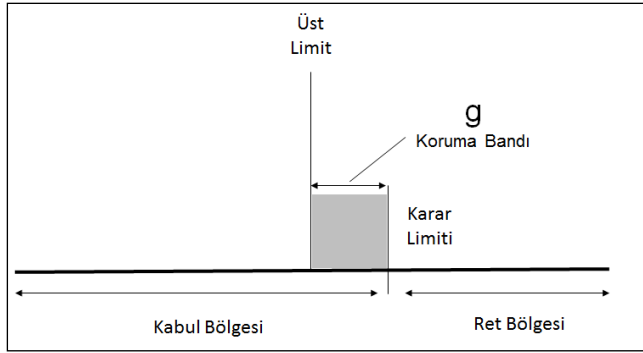 Üst
Limit
g
Koruma Bandı
Karar
Limiti
Kabul Bölgesi
Ret Bölgesi